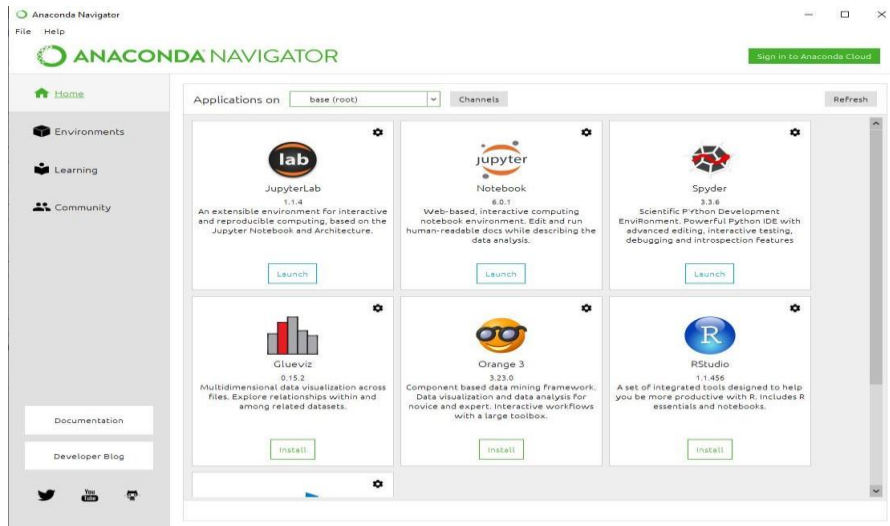 Anaconda Navigator
File Help
ANACONDA NAVIGATOR
Sign in to Anaconda Cloud
Home
Environments
Learning
Community
Documentation
Developer Blog
You
Tube
Applications on base (root) Channels Refresh
lab
JupyterLab
1.1.4
An extensible environment for interactive
and reproducible computing, based on the
Jupyter Notebook and Architecture.
Launch
jupyter
Notebook
6.0.1
Web-based, interactive computing
notebook environment. Edit and run
human-readable docs while describing the
data analysis.
Launch
Spyder
3.3.6
Scientific Python Development
EnviRonment. Powerful Python IDE with
advanced editing, interactive testing,
debugging and introspection features
Launch
Glueviz
0.15.2
Multidimensional data visualization across
files. Explore relationships within and
among related datasets.
Install
Orange 3
3.23.0
Component based data mining framework.
Data visualization and data analysis for
novice and expert. Interactive workflows
with a large toolbox.
Install
R
RStudio
1.1.456
A set of integrated tools designed to help
you be more productive with R. Includes R
essentials and notebooks.
Install